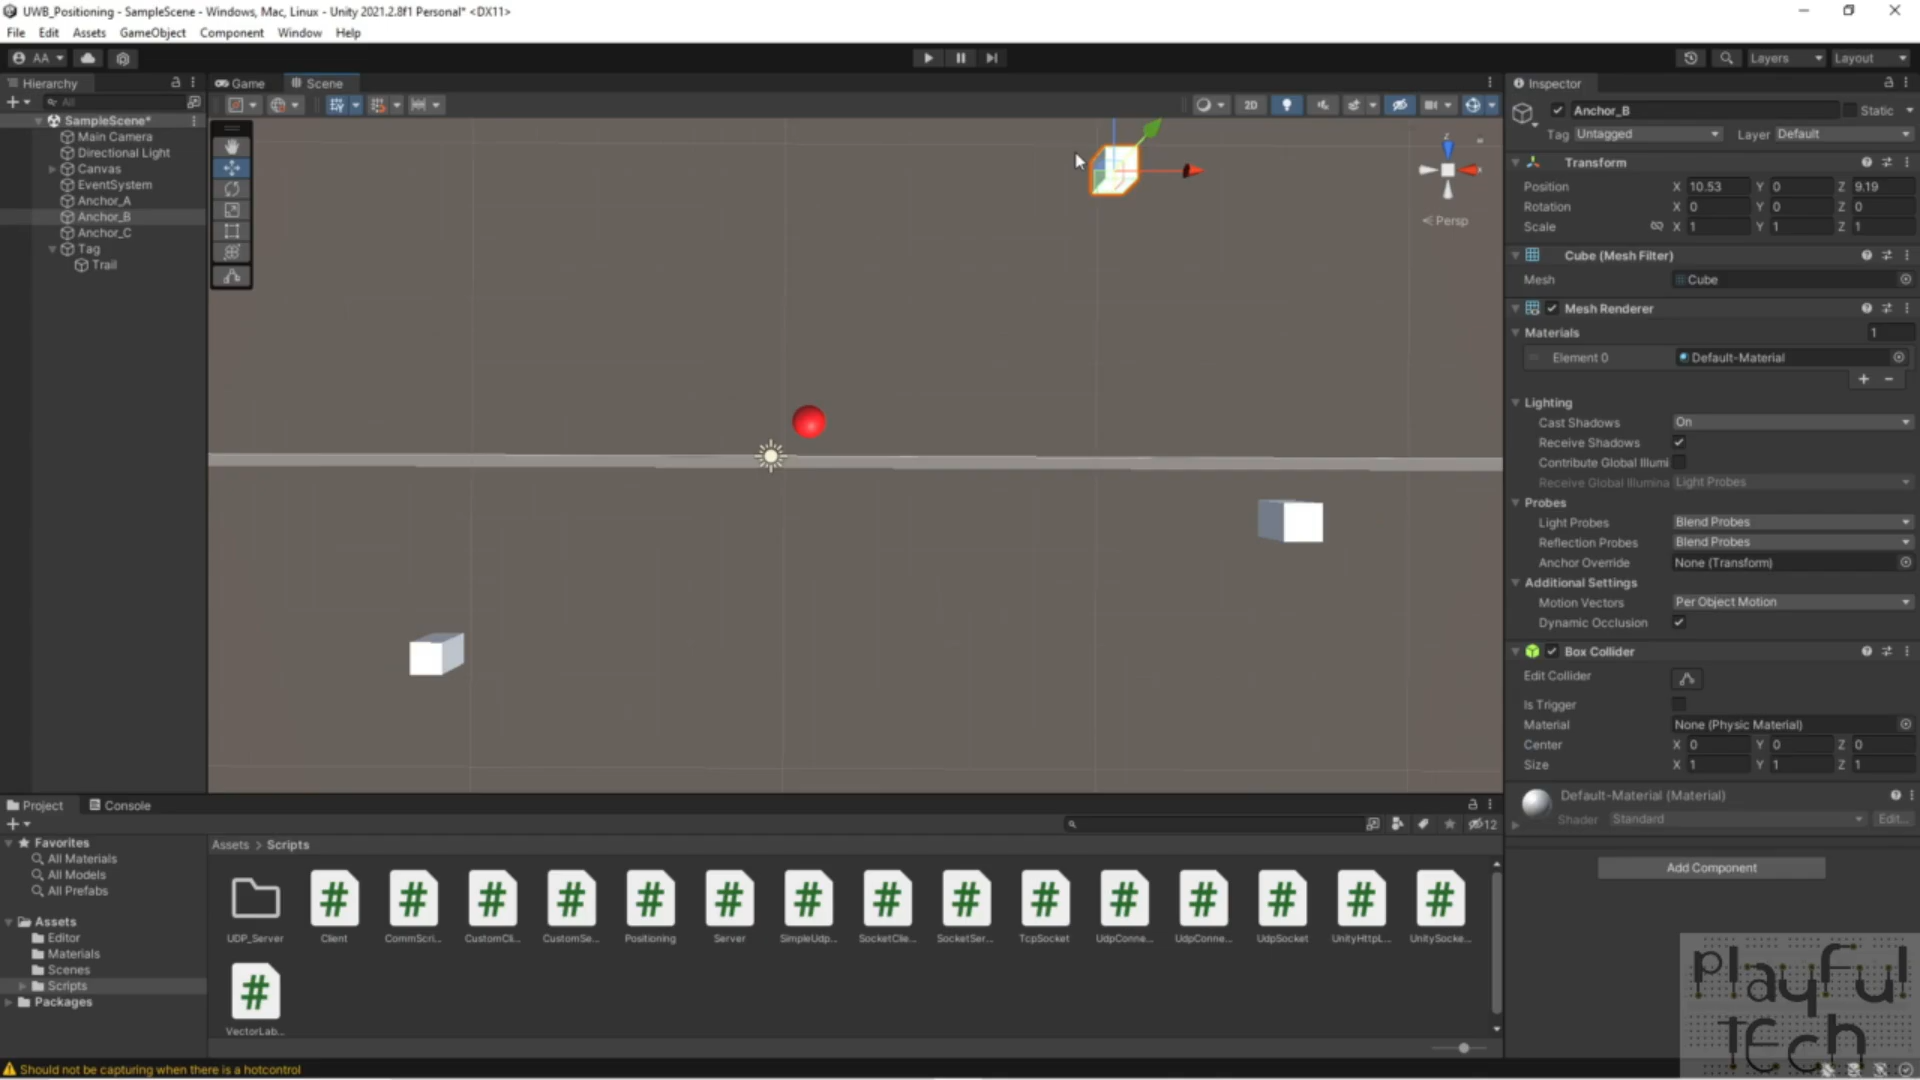 UWB_Positioning - SampleScene - Windows, Mac, Linux - Unity 2021.2.8f1 Personal* <DX11>
File Edit Assets GameObject Component Window Help
AA
Layers
Layout
Hierarchy
All
SampleScene*
Main Camera
Directional Light
Canvas
EventSystem
Anchor_A
Anchor_B
Anchor_C
Tag
Trail
Game
Scene
2D
z
Persp
Inspector
Anchor_B
Static
Tag Untagged
Layer Default
Transform
Position X 10.53 Y 0 Z 9.19
Rotation X 0 Y 0 Z 0
Scale X 1 Y 1 Z 1
Cube (Mesh Filter)
Mesh Cube
Mesh Renderer
Materials 1
Element 0 Default-Material
Lighting
Cast Shadows On
Receive Shadows
Contribute Global Illumi
Receive Global Illumina Light Probes
Probes
Light Probes Blend Probes
Reflection Probes Blend Probes
Anchor Override None (Transform)
Additional Settings
Motion Vectors Per Object Motion
Dynamic Occlusion
Box Collider
Edit Collider
Is Trigger
Material None (Physic Material)
Center X 0 Y 0 Z 0
Size X 1 Y 1 Z 1
Default-Material (Material)
Shader Standard Edit...
Add Component
Project
Console
12
Favorites
All Materials
All Models
All Prefabs
Assets
Editor
Materials
Scenes
Scripts
Packages
Assets > Scripts
UDP_Server Client CommScri... CustomCli... CustomSe... Positioning Server SimpleUdp... SocketClie... SocketSer... TcpSocket UdpConne... UdpConne... UdpSocket UnityHttpL... UnitySocke...
VectorLab...
Should not be capturing when there is a hotcontrol
playful
tech